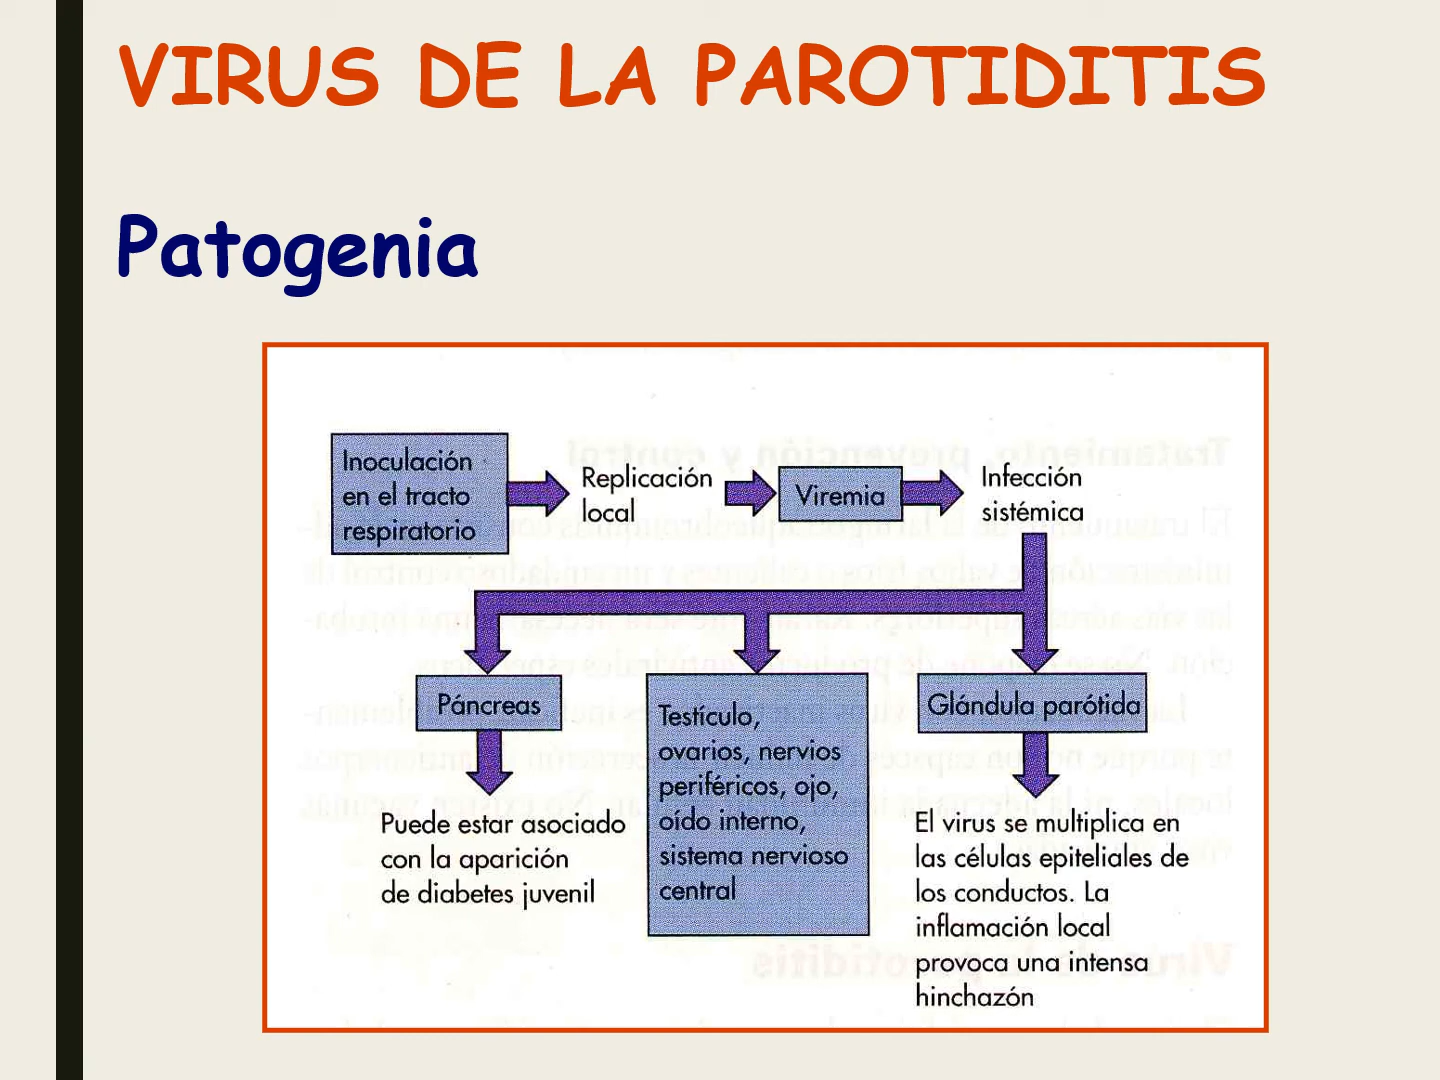 VIRUS DE LA PAROTIDITIS
Patogenia
Inoculación
en el tracto
respiratorio
Replicación
local
Viremia
Infección
sistémica
Páncreas
Puede estar asociado
con la aparición
de diabetes juvenil
Testículo,
ovarios, nervios
periféricos, ojo,
oído interno,
sistema nervioso
central
Glándula parótida
El virus se multiplica en
las células epiteliales de
los conductos. La
inflamación local
provoca una intensa
hinchazón